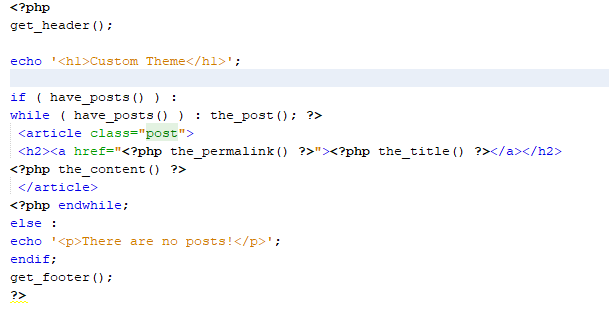 <?php
get_header();
echo '<h1>Custom Theme</h1>';
if ( have_posts() ) :
while ( have_posts() ) : the_post(); ?>
<article class="post">
<h2><a href="<?php the_permalink() ?>"><?php the_title() ?></a></h2>
<?php the_content() ?>
</article>
<?php endwhile;
else :
echo '<p>There are no posts!</p>';
endif;
get_footer();
?>